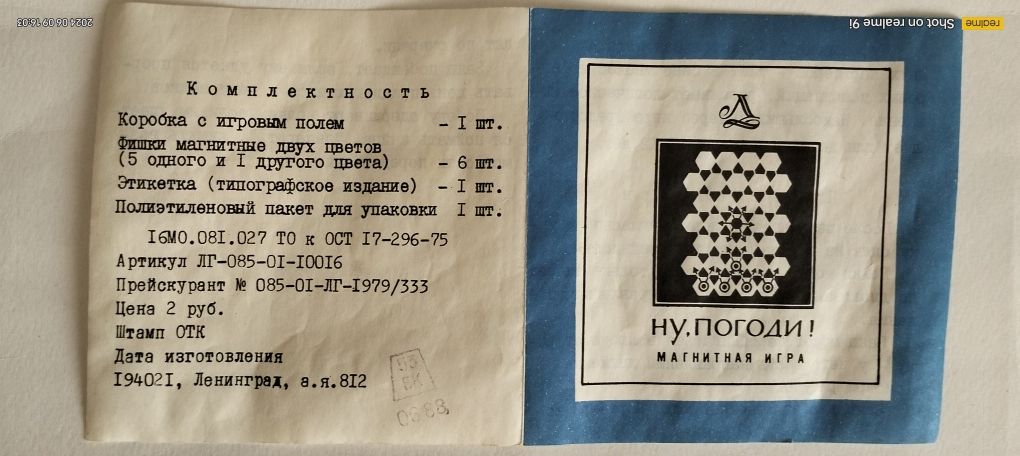 Комплектность
Коробка с игровым полем - I шт.
Фишки магнитные двух цветов
(5 одного и I другого цвета) - 6 шт.
Этикетка (типографское издание) - I шт.
Полиэтиленовый пакет для упаковки I шт.
I6МО.08I.027 ТО к ОСТ I7-296-75
Артикул ЛГ-085-0I-I00I6
Прейскурант № 085-0I-ЛГ-I979/333
Цена 2 руб.
Штамп ОТК
Дата изготовления
I9402I, Ленинград, а.я.8I2
0688
Л
НУ, ПОГОДИ!
МАГНИТНАЯ ИГРА
realme
Shot on realme 9i
2024.06.09 16:03